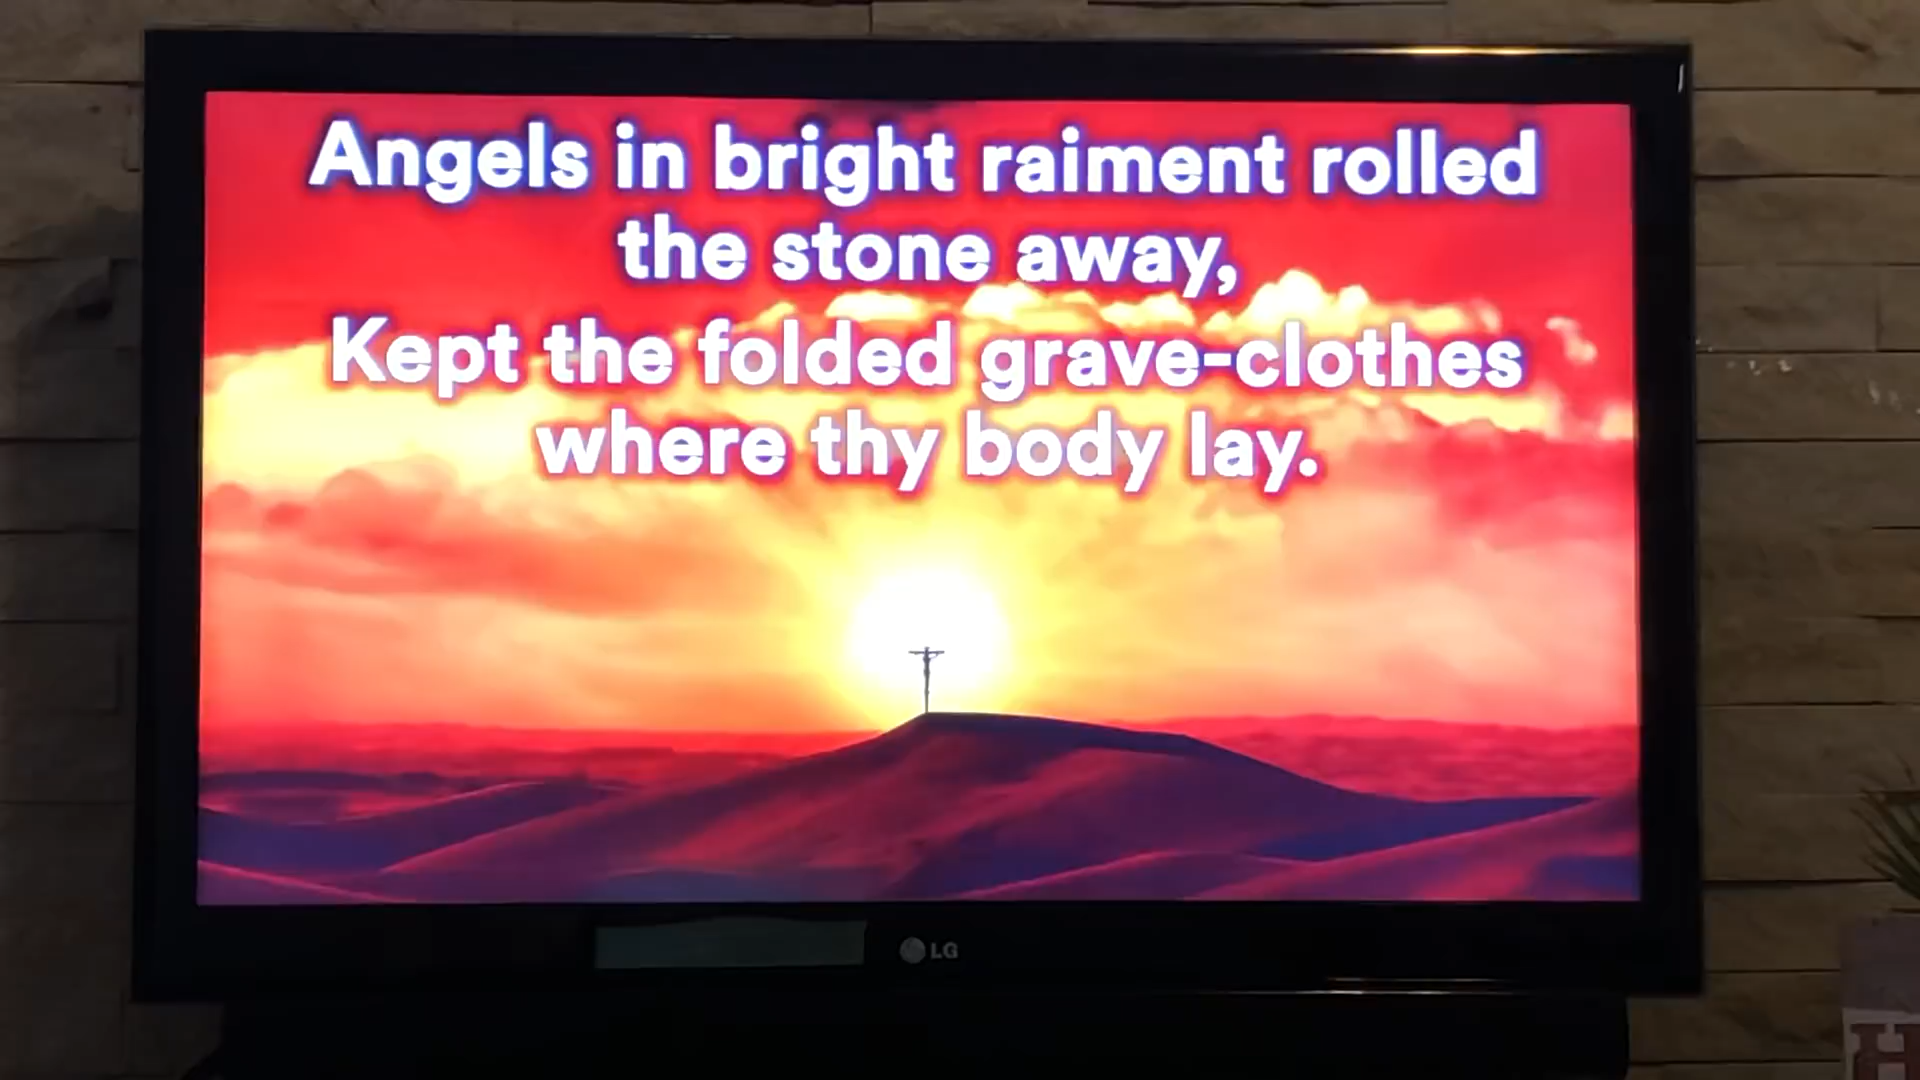 Angels in bright raiment rolled
the stone away,
Kept the folded grave-clothes
where thy body lay.
LG
H